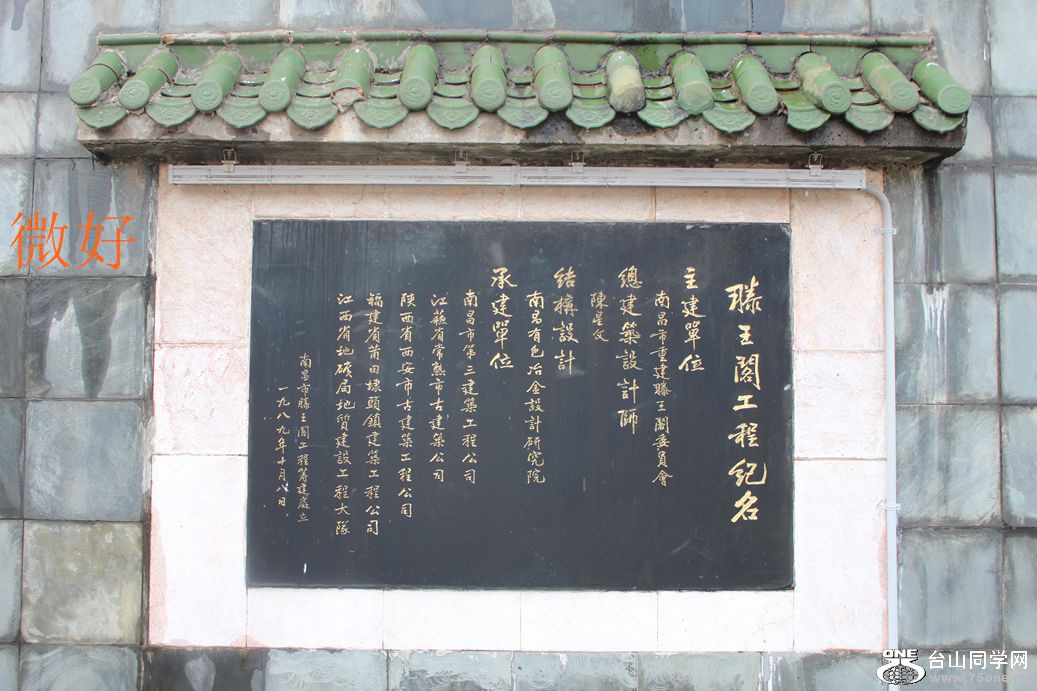 滕王閣工程紀名
主建單位
南昌市重建滕王閣委員會
總建築設計師
陳星文
結構設計
南昌有色冶金設計研究院
承建單位
南昌市第三建築工程公司
江蘇省常熟市古建築公司
陝西省西安市古建築工程公司
福建省莆田埭頭鎮建築工程公司
江西省地礦局地質建設工程大隊
南昌市滕王閣工程籌建處立
一九八九年十月八日
微好
ONE
台山同学网
www.75one